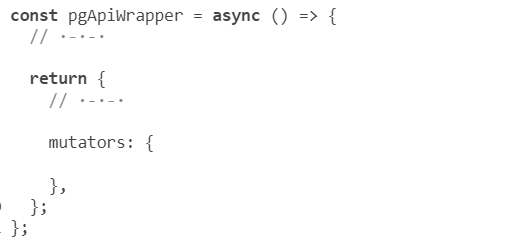 const pgApiWrapper = async () => {
// ·-·-·
return {
// ·-·-·
mutators: {
},
};
};